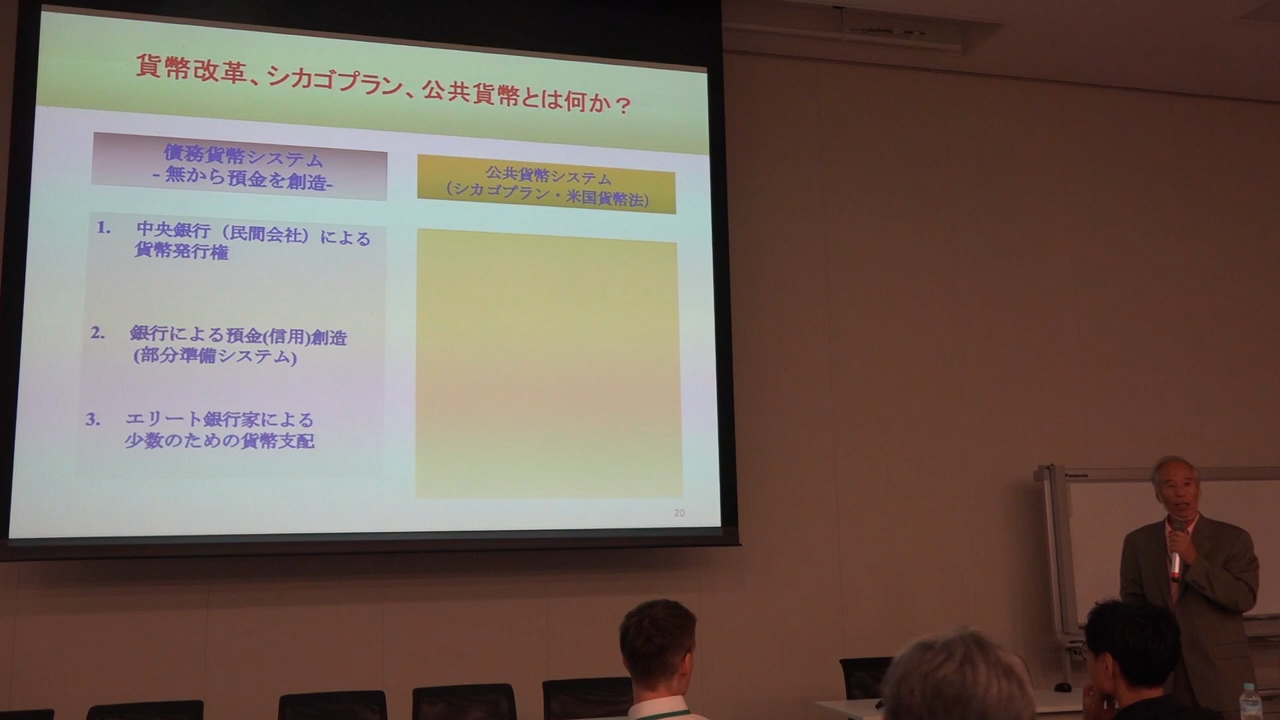 貨幣改革、シカゴプラン、公共貨幣とは何か？
債務貨幣システム
- 無から預金を創造-
1. 中央銀行（民間会社）による
貨幣発行権
2. 銀行による預金(信用)創造
(部分準備システム)
3. エリート銀行家による
少数のための貨幣支配
公共貨幣システム
（シカゴプラン・米国貨幣法）
20
Panasonic